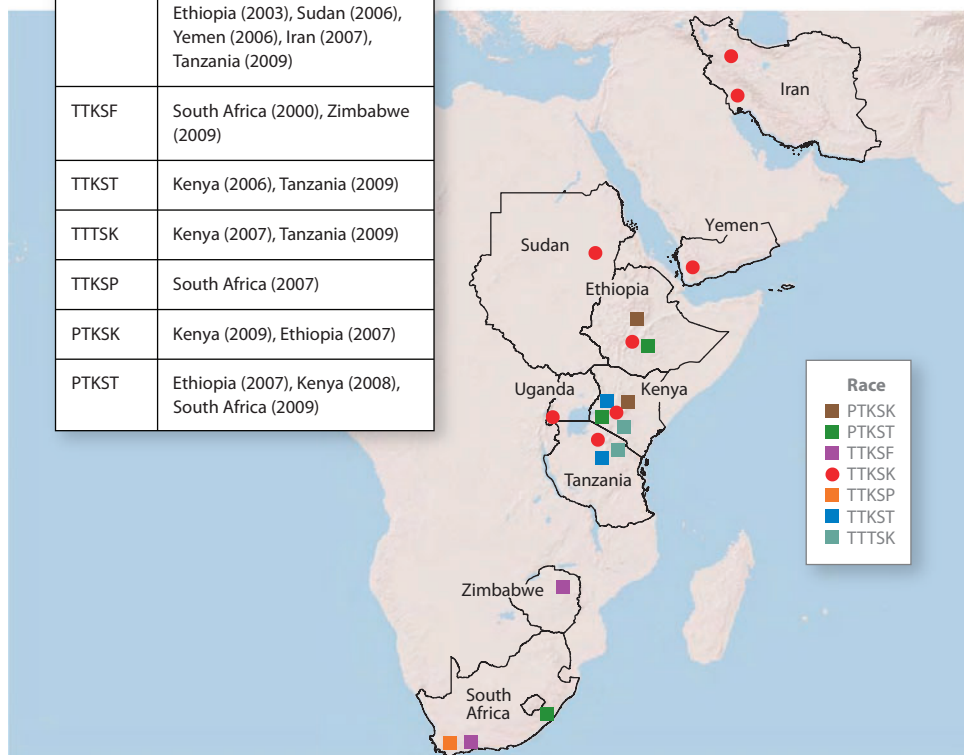 Ethiopia (2003), Sudan (2006),
Yemen (2006), Iran (2007),
Tanzania (2009)
TTKSF
South Africa (2000), Zimbabwe
(2009)
TTKST
Kenya (2006), Tanzania (2009)
TTTSK
Kenya (2007), Tanzania (2009)
TTKSP
South Africa (2007)
PTKSK
Kenya (2009), Ethiopia (2007)
PTKST
Ethiopia (2007), Kenya (2008),
South Africa (2009)
Iran
Yemen
Sudan
Ethiopia
Uganda
Kenya
Tanzania
Zimbabwe
South
Africa
Race
PTKSK
PTKST
TTKSF
TTKSK
TTKSP
TTKST
TTTSK